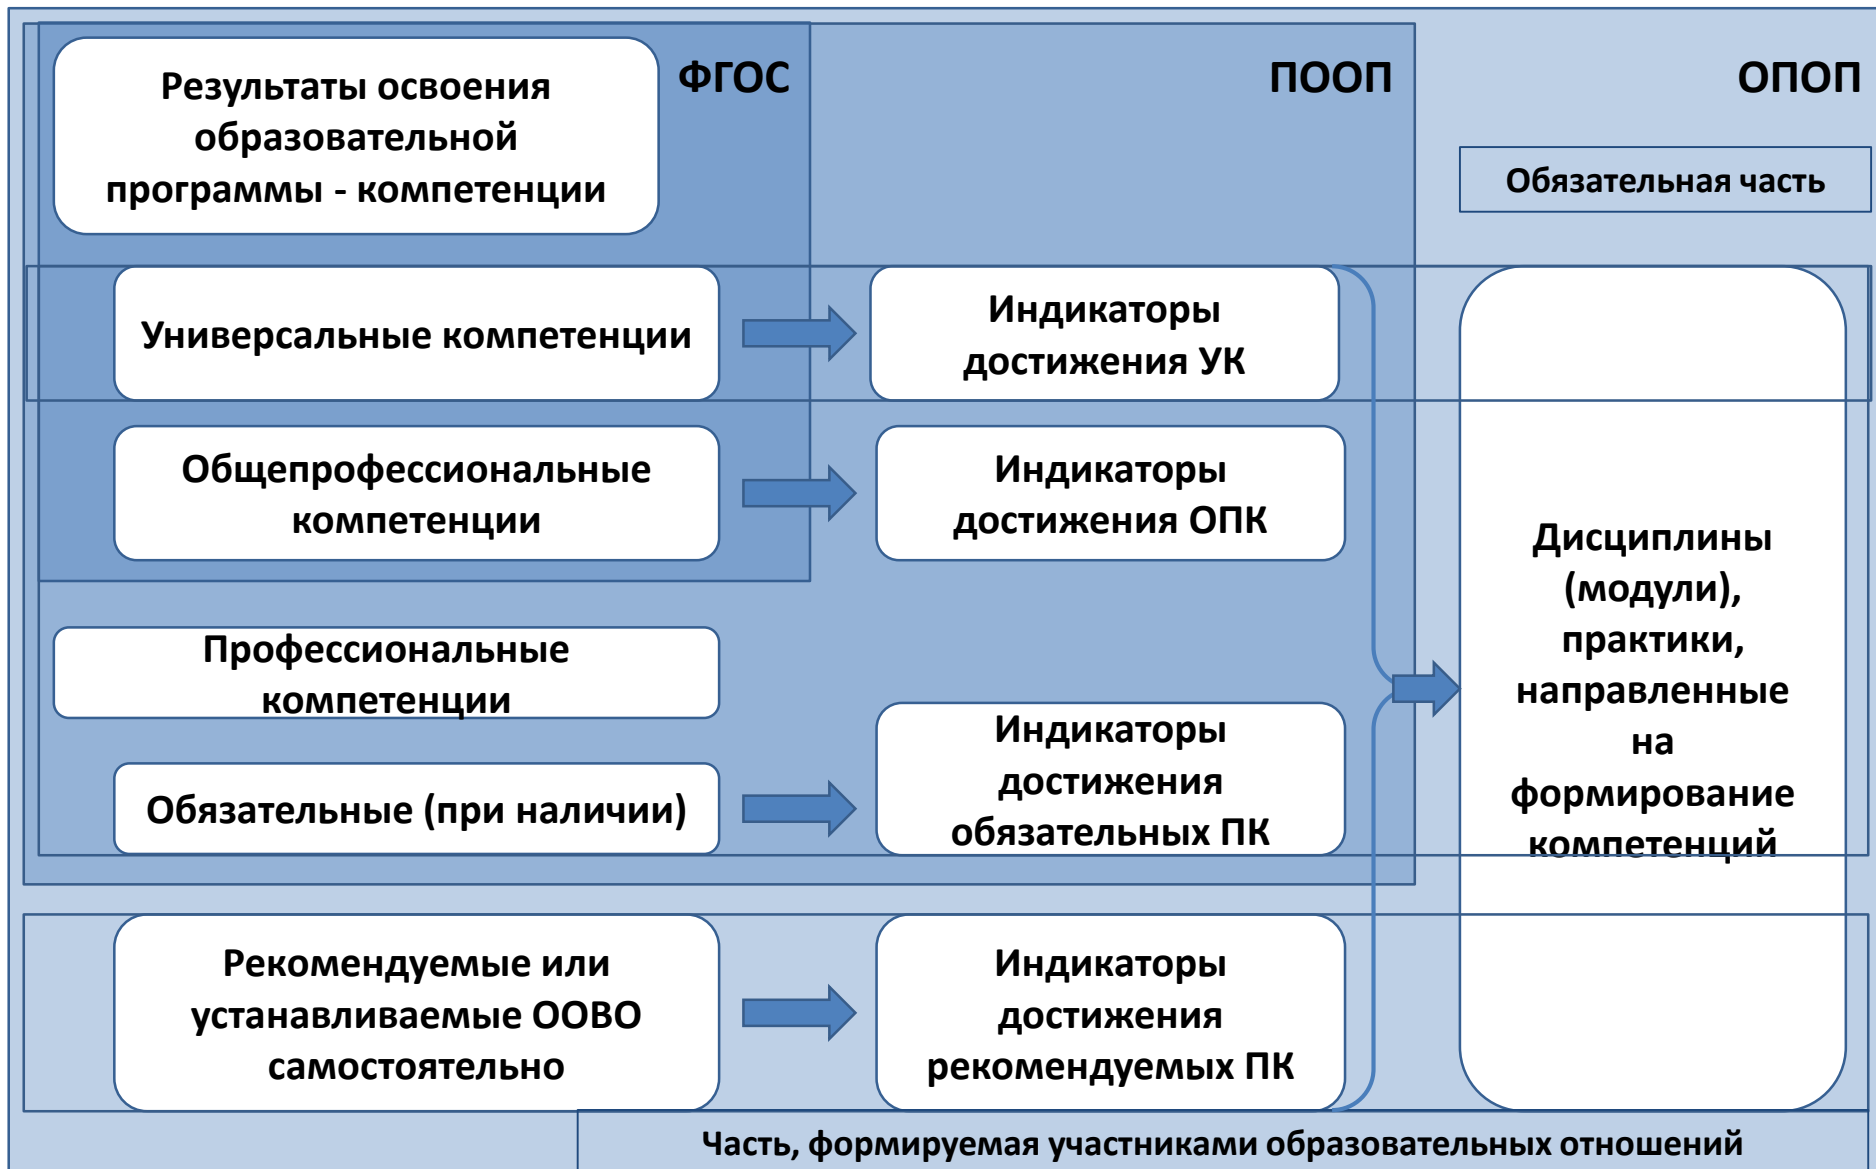 Результаты освоения
образовательной
программы - компетенции
ФГОС
ПООП
ОПОП
Обязательная часть
Универсальные компетенции
Индикаторы
достижения УК
Общепрофессиональные
компетенции
Индикаторы
достижения ОПК
Профессиональные
компетенции
Обязательные (при наличии)
Индикаторы
достижения
обязательных ПК
Рекомендуемые или
устанавливаемые ООВО
самостоятельно
Индикаторы
достижения
рекомендуемых ПК
Дисциплины
(модули),
практики,
направленные
на
формирование
компетенций
Часть, формируемая участниками образовательных отношений